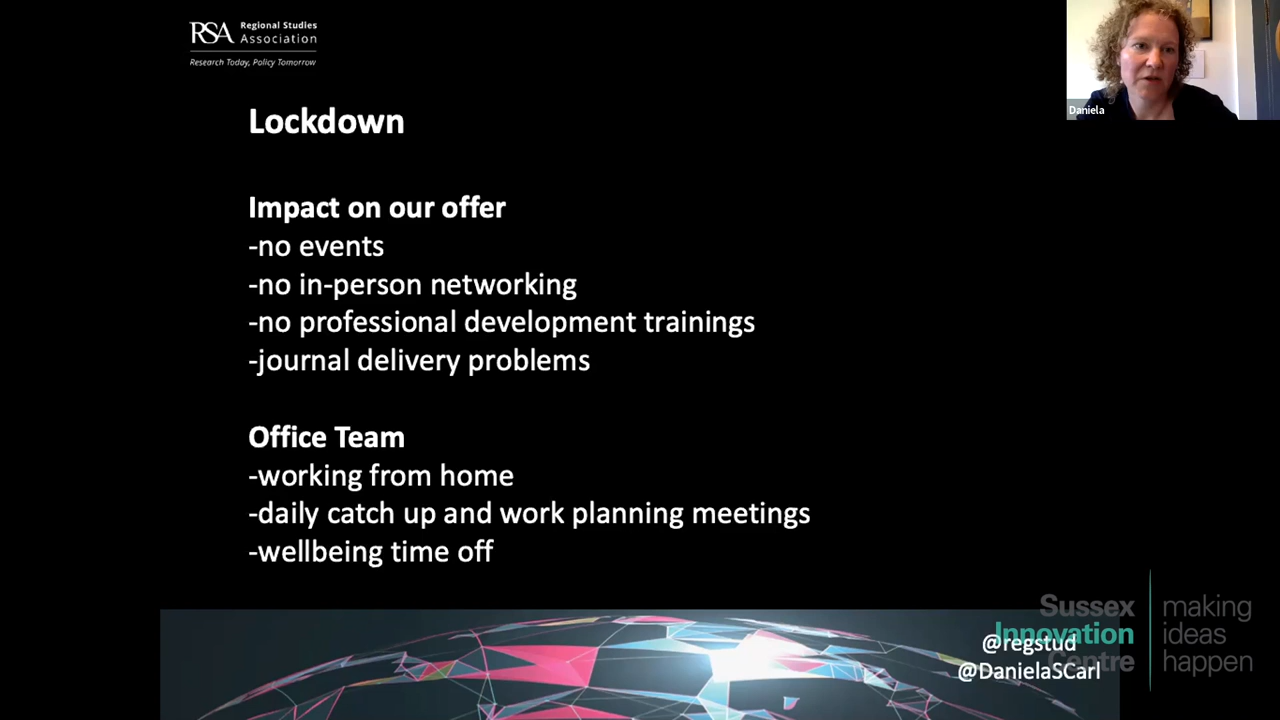 RSA Regional Studies
Association
Research Today, Policy Tomorrow
Daniela
Lockdown
Impact on our offer
-no events
-no in-person networking
-no professional development trainings
-journal delivery problems
Office Team
-working from home
-daily catch up and work planning meetings
-wellbeing time off
@regstud
@DanielaSCarl
Sussex
Innovation
Centre
making
ideas
happen